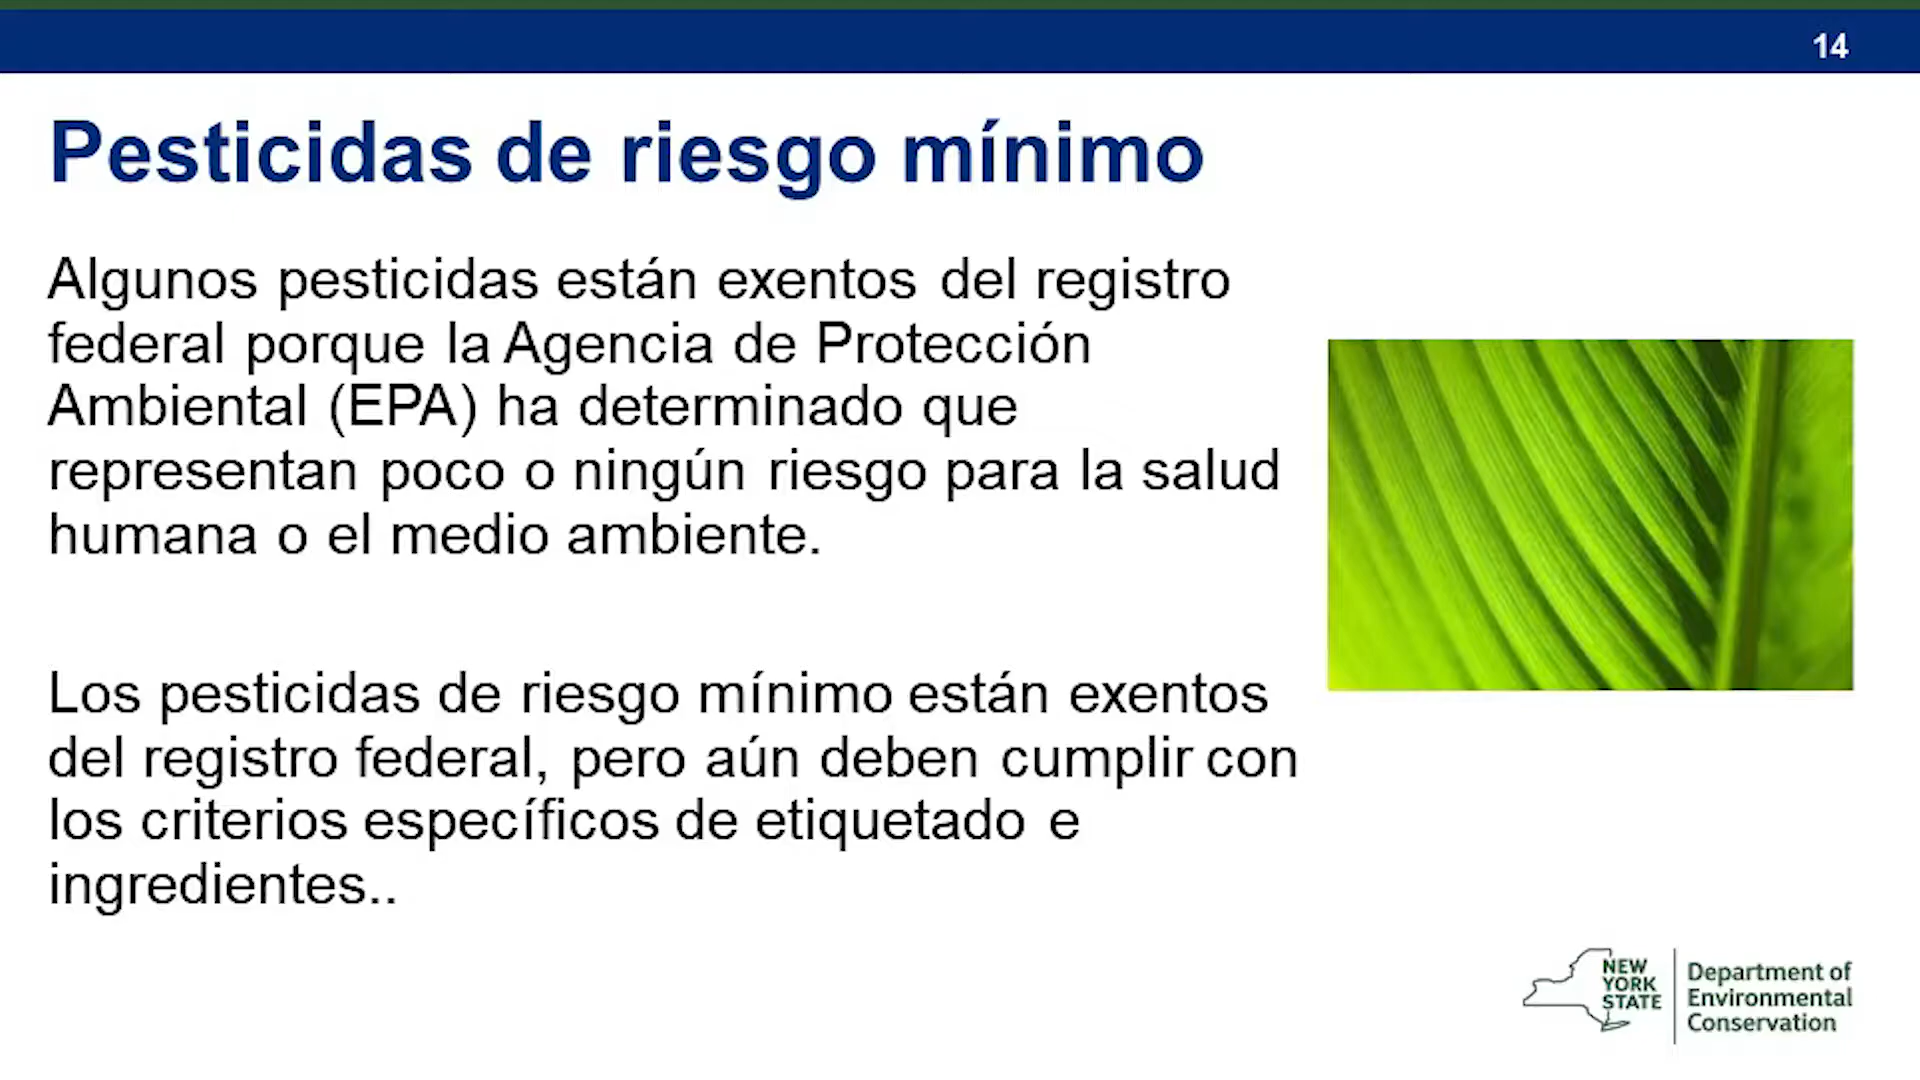 14
Pesticidas de riesgo mínimo
Algunos pesticidas están exentos del registro
federal porque la Agencia de Protección
Ambiental (EPA) ha determinado que
representan poco o ningún riesgo para la salud
humana o el medio ambiente.
Los pesticidas de riesgo mínimo están exentos
del registro federal, pero aún deben cumplir con
los criterios específicos de etiquetado e
ingredientes..
NEW
YORK
STATE
Department of
Environmental
Conservation